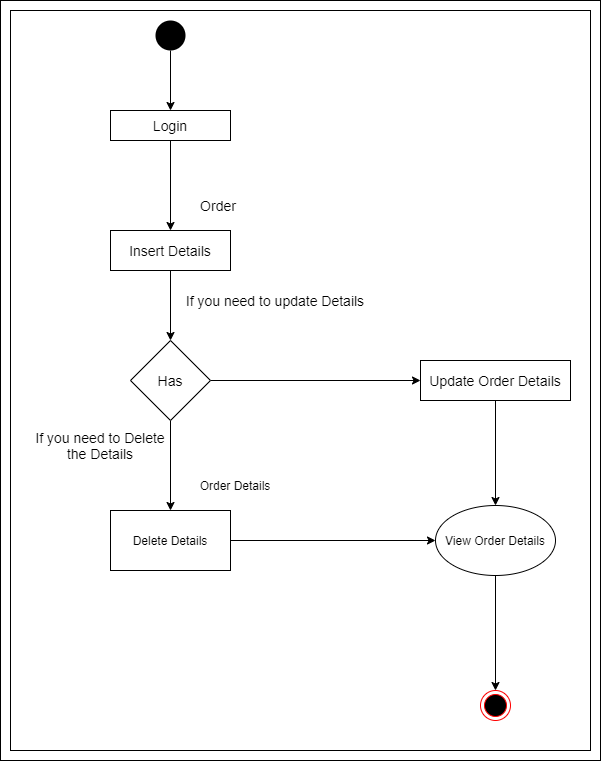 Login
Order
Insert Details
If you need to update Details
Has
Update Order Details
If you need to Delete
the Details
Order Details
Delete Details
View Order Details